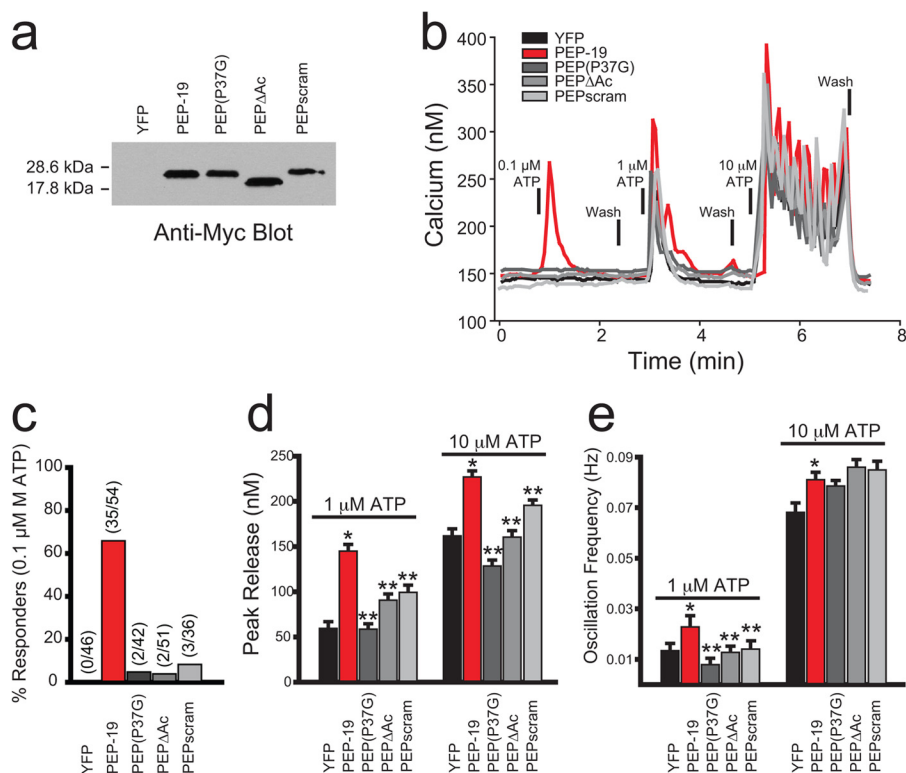 a
YFP
PEP-19
PEP(P37G)
PEPΔAc
PEPscram
28.6 kDa
17.8 kDa
Anti-Myc Blot
b
YFP
PEP-19
PEP(P37G)
PEPΔAc
PEPscram
400
350
300
250
200
150
100
Calcium (nM)
0.1 µM
ATP
Wash
1 µM
ATP
Wash
10 µM
ATP
Wash
0
2
4
6
8
Time (min)
c
% Responders (0.1 µM M ATP)
100
80
60
40
20
0
(0/46)
(35/54)
(2/42)
(2/51)
(3/36)
YFP
PEP-19
PEP(P37G)
PEPΔAc
PEPscram
d
Peak Release (nM)
250
200
150
100
50
0
1 µM ATP
10 µM ATP
*
**
**
**
*
**
**
**
YFP
PEP-19
PEP(P37G)
PEPΔAc
PEPscram
YFP
PEP-19
PEP(P37G)
PEPΔAc
PEPscram
e
Oscillation Frequency (Hz)
0.09
0.07
0.05
0.03
0.01
1 µM ATP
10 µM ATP
*
**
**
**
*
YFP
PEP-19
PEP(P37G)
PEPΔAc
PEPscram
YFP
PEP-19
PEP(P37G)
PEPΔAc
PEPscram